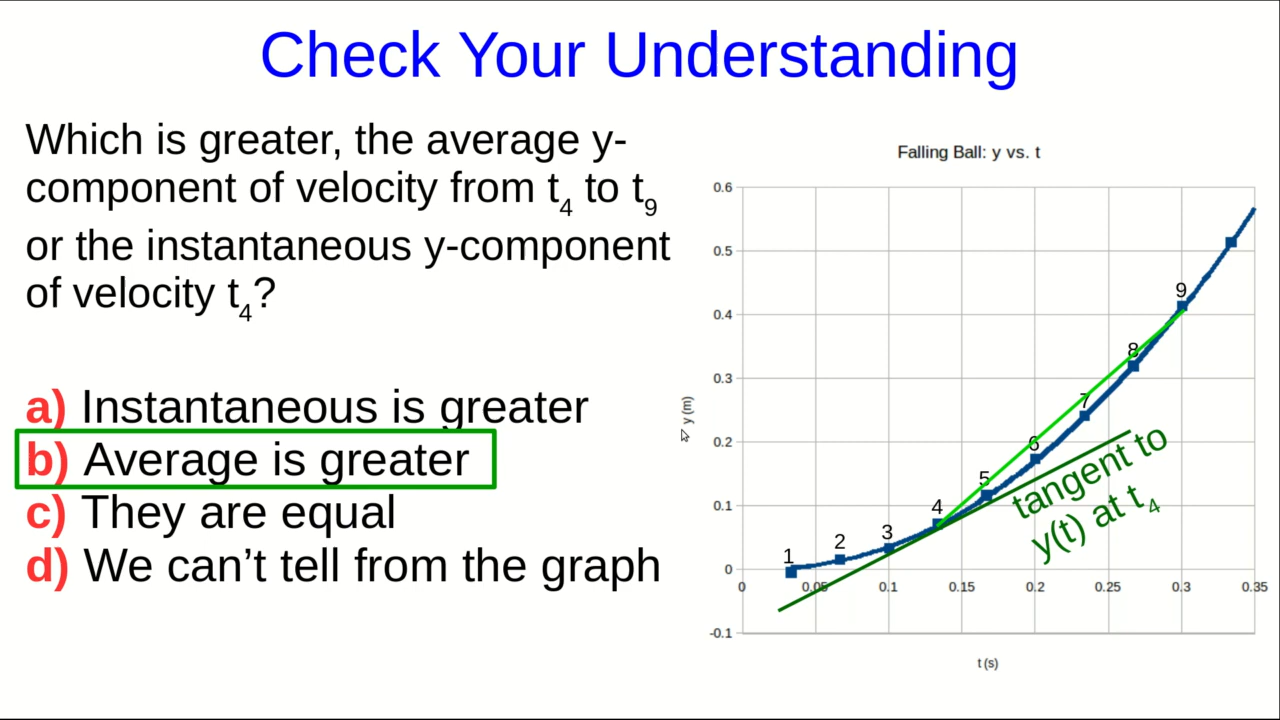 Check Your Understanding
Which is greater, the average y-
component of velocity from t4 to t9
or the instantaneous y-component
of velocity t4?
a) Instantaneous is greater
b) Average is greater
c) They are equal
d) We can't tell from the graph
Falling Ball: y vs. t
0.6
0.5
0.4
0.3
0.2
0.1
0
-0.1
y (m)
0 0.05 0.1 0.15 0.2 0.25 0.3 0.35
t (s)
1 2 3 4 5 6 7 8 9
tangent to
y(t) at t4